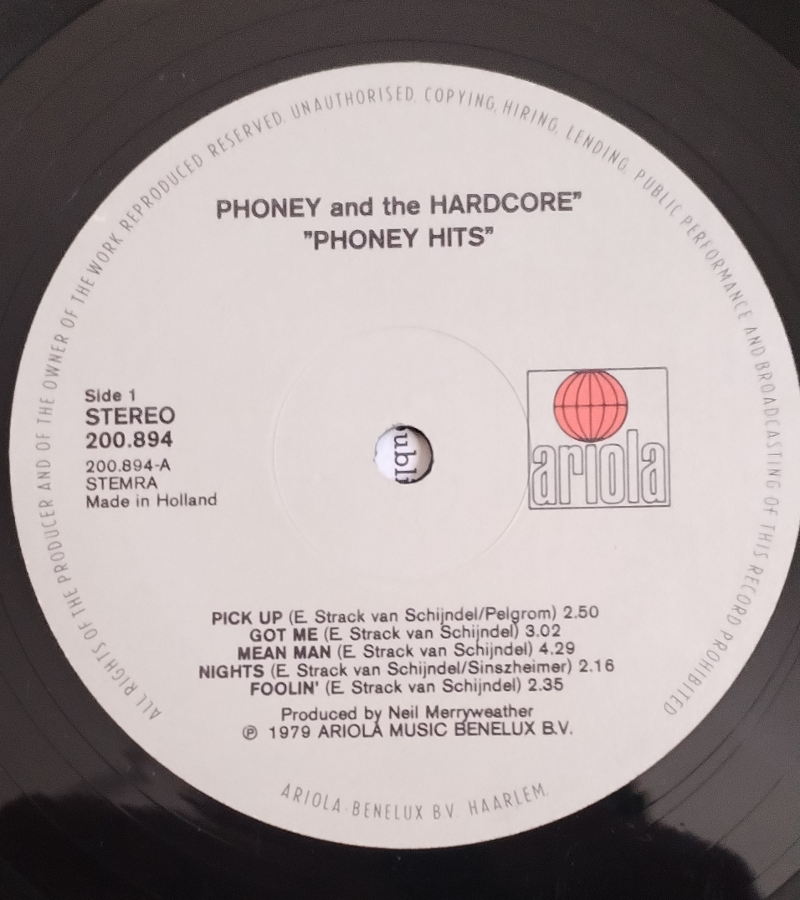 ALL RIGHTS OF THE PRODUCER AND OF THE OWNER OF THE WORK REPRODUCED RESERVED. UNAUTHORISED. COPYING, HIRING, LENDING, PUBLIC PERFORMANCE AND BROADCASTING OF THIS RECORD PROHIBITED
PHONEY and the HARDCORE”
”PHONEY HITS”
Side 1
STEREO
200.894
200.894-A
STEMRA
Made in Holland
ubli
ariola
PICK UP (E. Strack van Schijndel/Pelgrom) 2.50
GOT ME (E. Strack van Schijndel) 3.02
MEAN MAN (E. Strack van Schijndel) 4.29
NIGHTS (E. Strack van Schijndel/Sinszheimer) 2.16
FOOLIN' (E. Strack van Schijndel) 2.35
Produced by Neil Merryweather
℗ 1979 ARIOLA MUSIC BENELUX B.V.
ARIOLA-BENELUX B.V. HAARLEM.